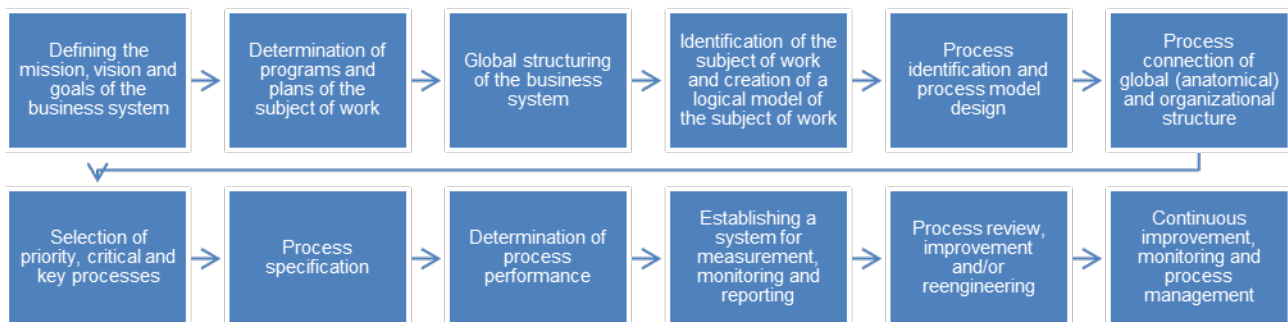 Defining the
mission, vision and
goals of the
business system
Determination of
programs and
plans of the
subject of work
Global structuring
of the business
system
Identification of the
subject of work
and creation of a
logical model of
the subject of work
Process
identification and
process model
design
Process
connection of
global (anatomical)
and organizational
structure
Selection of
priority, critical and
key processes
Process
specification
Determination of
process
performance
Establishing a
system for
measurement,
monitoring and
reporting
Process review,
improvement
and/or
reengineering
Continuous
improvement,
monitoring and
process
management